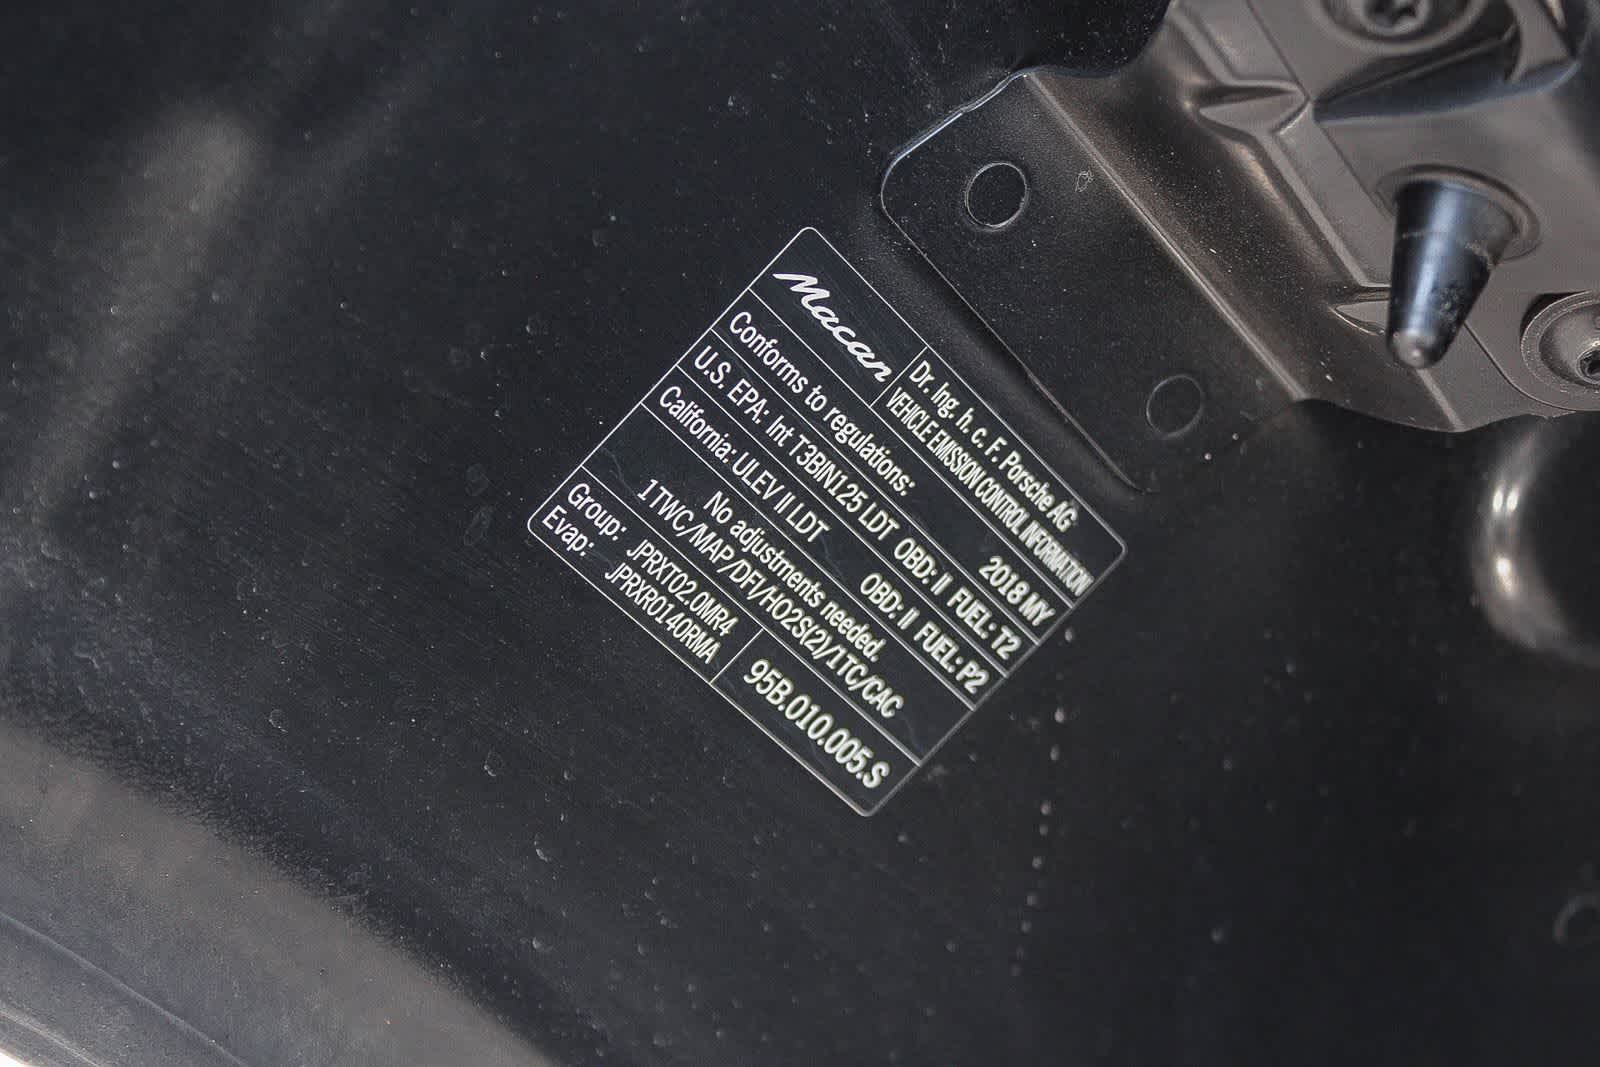 Macan
Dr. Ing. h. c. F. Porsche AG
VEHICLE EMISSION CONTROL INFORMATION
Conforms to regulations: 2018 MY
U.S. EPA: Int T3BIN125 LDT OBD: II FUEL: T2
California: ULEV II LDT OBD: II FUEL: P2
No adjustments needed.
1TWC/MAP/DFI/HO2S(2)/1TC/CAC
Group: JPRXT02.0MR4
Evap: JPRXR0140RMA
95B.010.005.S